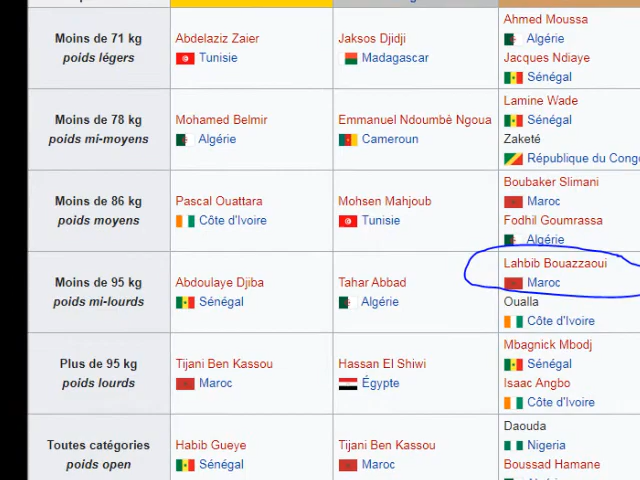 Moins de 71 kg
poids légers
Abdelaziz Zaier
Tunisie
Jaksos Djidji
Madagascar
Ahmed Moussa
Algérie
Jacques Ndiaye
Sénégal
Moins de 78 kg
poids mi-moyens
Mohamed Belmir
Algérie
Emmanuel Ndoumbè Ngoua
Cameroun
Lamine Wade
Sénégal
Zaketé
République du
Moins de 86 kg
poids moyens
Pascal Ouattara
Côte d'Ivoire
Mohsen Mahjoub
Tunisie
Boubaker Slimani
Maroc
Fodhil Goumrassa
Algérie
Moins de 95 kg
poids mi-lourds
Abdoulaye Djiba
Sénégal
Tahar Abbad
Algérie
Lahbib Bouazzaoui
Maroc
Oualla
Côte d'Ivoire
Plus de 95 kg
poids lourds
Tijani Ben Kassou
Maroc
Hassan El Shiwi
Égypte
Mbagnick Mbodj
Sénégal
Isaac Angbo
Côte d'Ivoire
Toutes catégories
poids open
Habib Gueye
Sénégal
Tijani Ben Kassou
Maroc
Daouda
Nigeria
Boussad Hamane